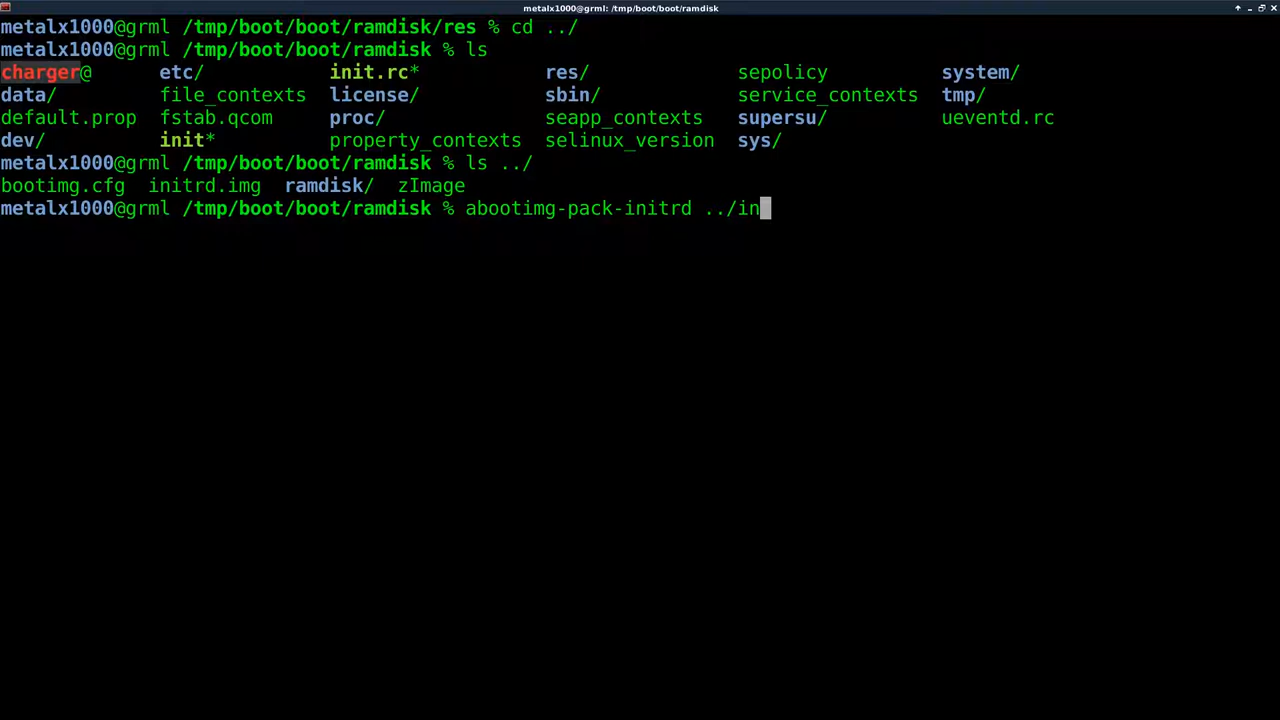 metalx1000@grml: /tmp/boot/boot/ramdisk
metalx1000@grml /tmp/boot/boot/ramdisk/res % cd ../
metalx1000@grml /tmp/boot/boot/ramdisk % ls
charger@ etc/ init.rc* res/ sepolicy system/
data/ file_contexts license/ sbin/ service_contexts tmp/
default.prop fstab.qcom proc/ seapp_contexts supersu/ ueventd.rc
dev/ init* property_contexts selinux_version sys/
metalx1000@grml /tmp/boot/boot/ramdisk % ls ../
bootimg.cfg initrd.img ramdisk/ zImage
metalx1000@grml /tmp/boot/boot/ramdisk % abootimg-pack-initrd ../in